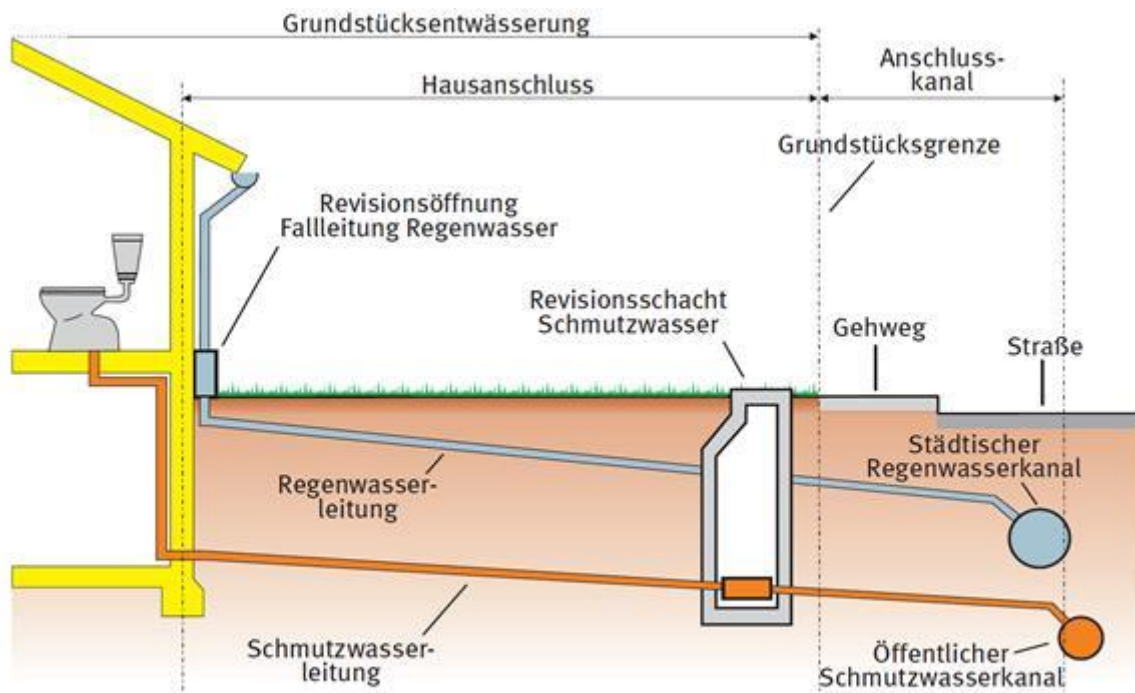 Grundstücksentwässerung
Anschluss-
kanal
Hausanschluss
Grundstücksgrenze
Revisionsöffnung
Fallleitung Regenwasser
Revisionsschacht
Schmutzwasser
Gehweg
Straße
Städtischer
Regenwasserkanal
Regenwasser-
leitung
Schmutzwasser-
leitung
Öffentlicher
Schmutzwasserkanal